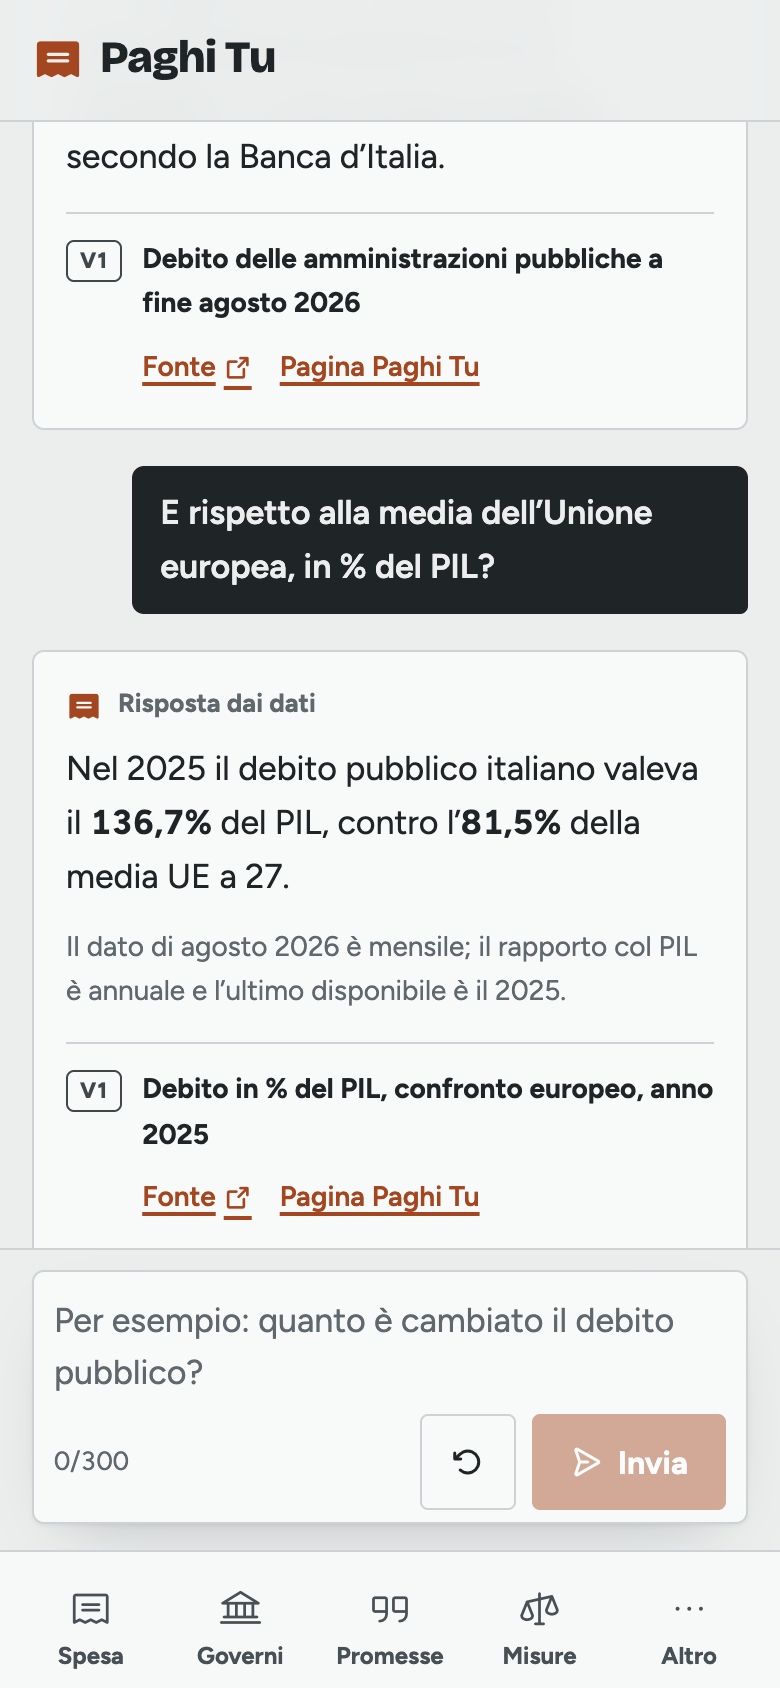 Paghi Tu
secondo la Banca d’Italia.
V1
Debito delle amministrazioni pubbliche a
fine agosto 2026
Fonte Pagina Paghi Tu
E rispetto alla media dell’Unione
europea, in % del PIL?
Risposta dai dati
Nel 2025 il debito pubblico italiano valeva
il 136,7% del PIL, contro l’81,5% della
media UE a 27.
Il dato di agosto 2026 è mensile; il rapporto col PIL
è annuale e l’ultimo disponibile è il 2025.
V1
Debito in % del PIL, confronto europeo, anno
2025
Fonte Pagina Paghi Tu
Per esempio: quanto è cambiato il debito
pubblico?
0/300
Invia
Spesa Governi Promesse Misure Altro